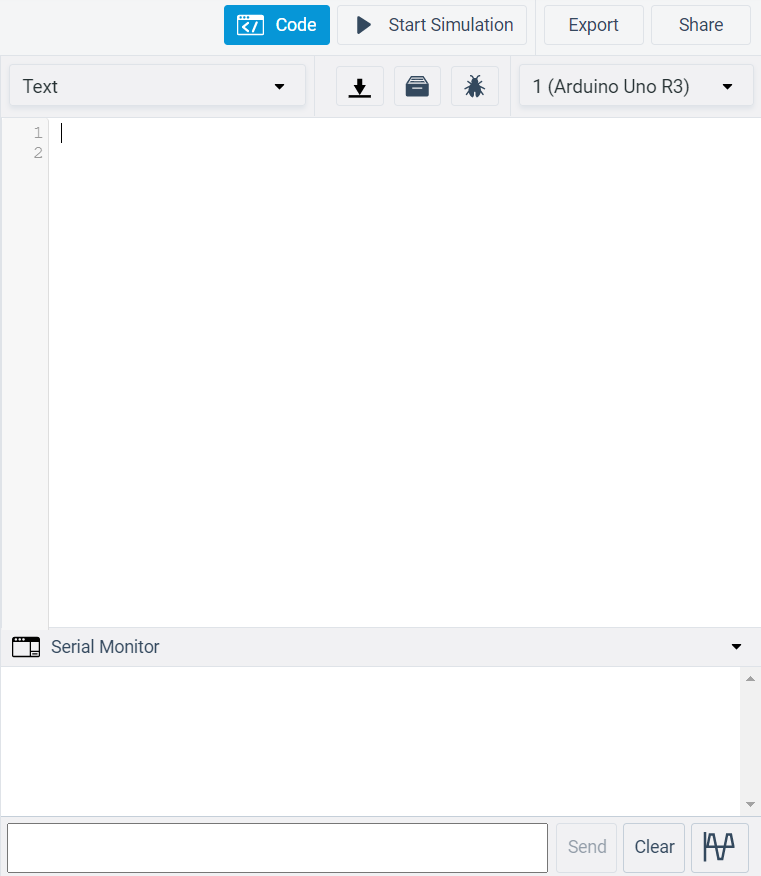 Code Start Simulation Export Share
Text 1 (Arduino Uno R3)
1
2
Serial Monitor
Send Clear